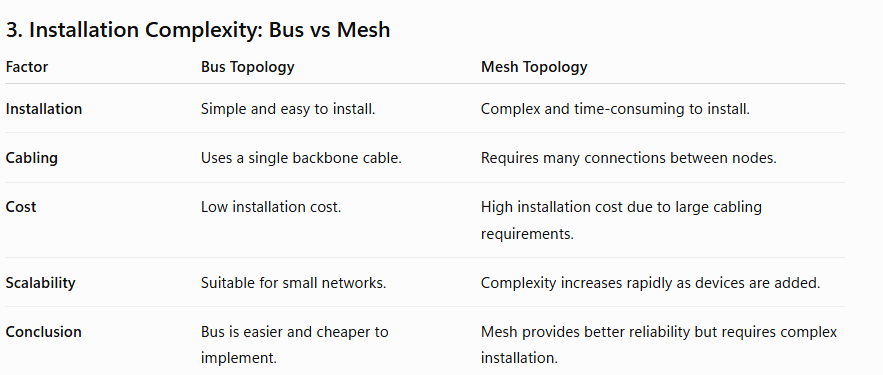 3. Installation Complexity: Bus vs Mesh
Factor Bus Topology Mesh Topology
Installation Simple and easy to install. Complex and time-consuming to install.
Cabling Uses a single backbone cable. Requires many connections between nodes.
Cost Low installation cost. High installation cost due to large cabling
requirements.
Scalability Suitable for small networks. Complexity increases rapidly as devices are added.
Conclusion Bus is easier and cheaper to Mesh provides better reliability but requires complex
implement. installation.